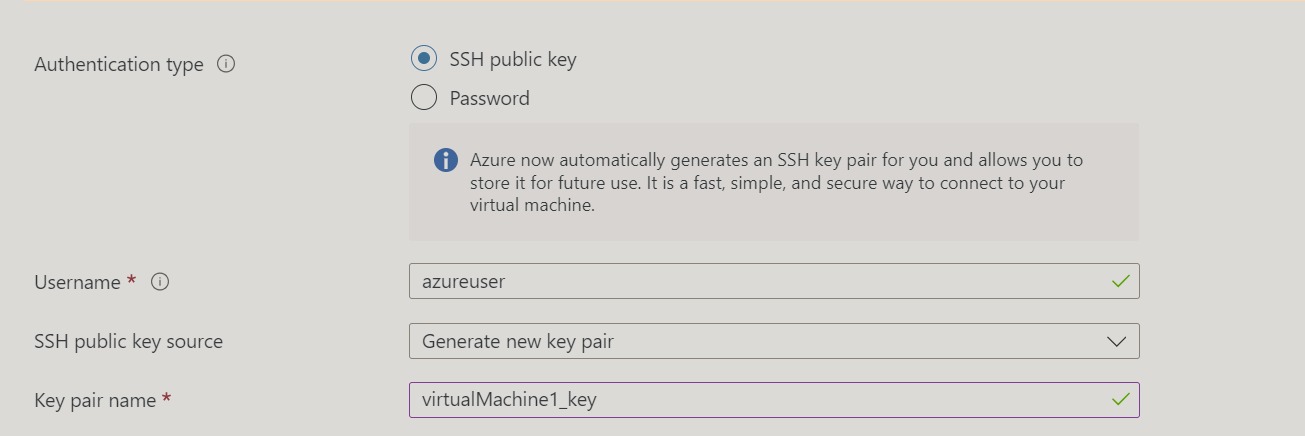 Authentication type
SSH public key
Password
Azure now automatically generates an SSH key pair for you and allows you to
store it for future use. It is a fast, simple, and secure way to connect to your
virtual machine.
Username *
azureuser
SSH public key source
Generate new key pair
Key pair name *
virtualMachine1_key